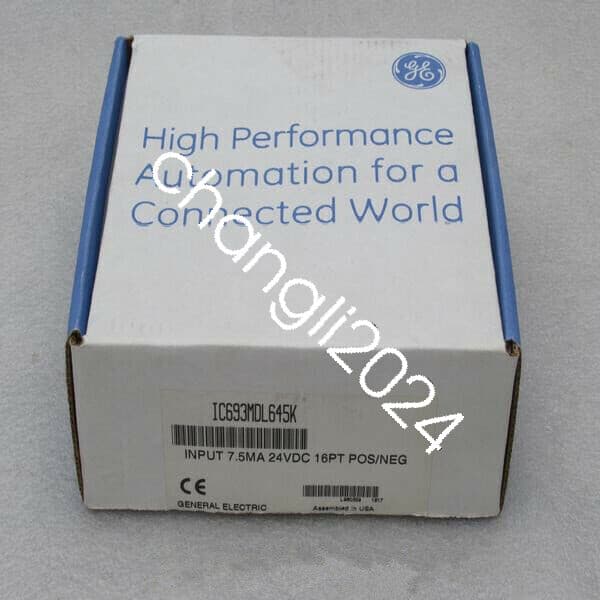 GE
High Performance
Automation for a
Connected World
changli2024
IC693MDL645K
INPUT 7.5MA 24VDC 16PT POS/NEG
CE
GENERAL ELECTRIC
Assembled in USA